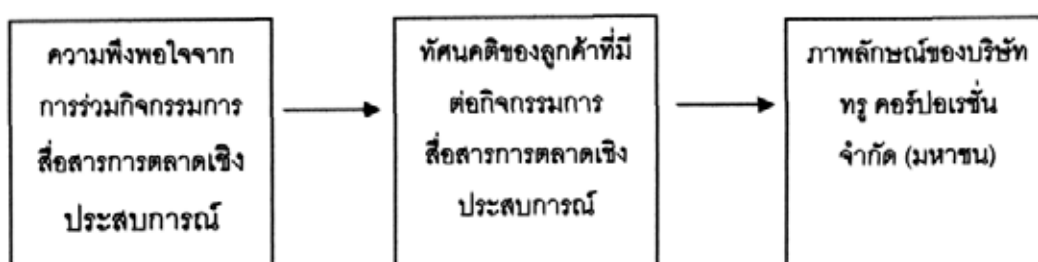 ความพึงพอใจจาก
การร่วมกิจกรรมการ
สื่อสารการตลาดเชิง
ประสบการณ์
ทัศนคติของลูกค้าที่มี
ต่อกิจกรรมการ
สื่อสารการตลาดเชิง
ประสบการณ์
ภาพลักษณ์ของบริษัท
ทรู คอร์ปอเรชั่น
จำกัด (มหาชน)